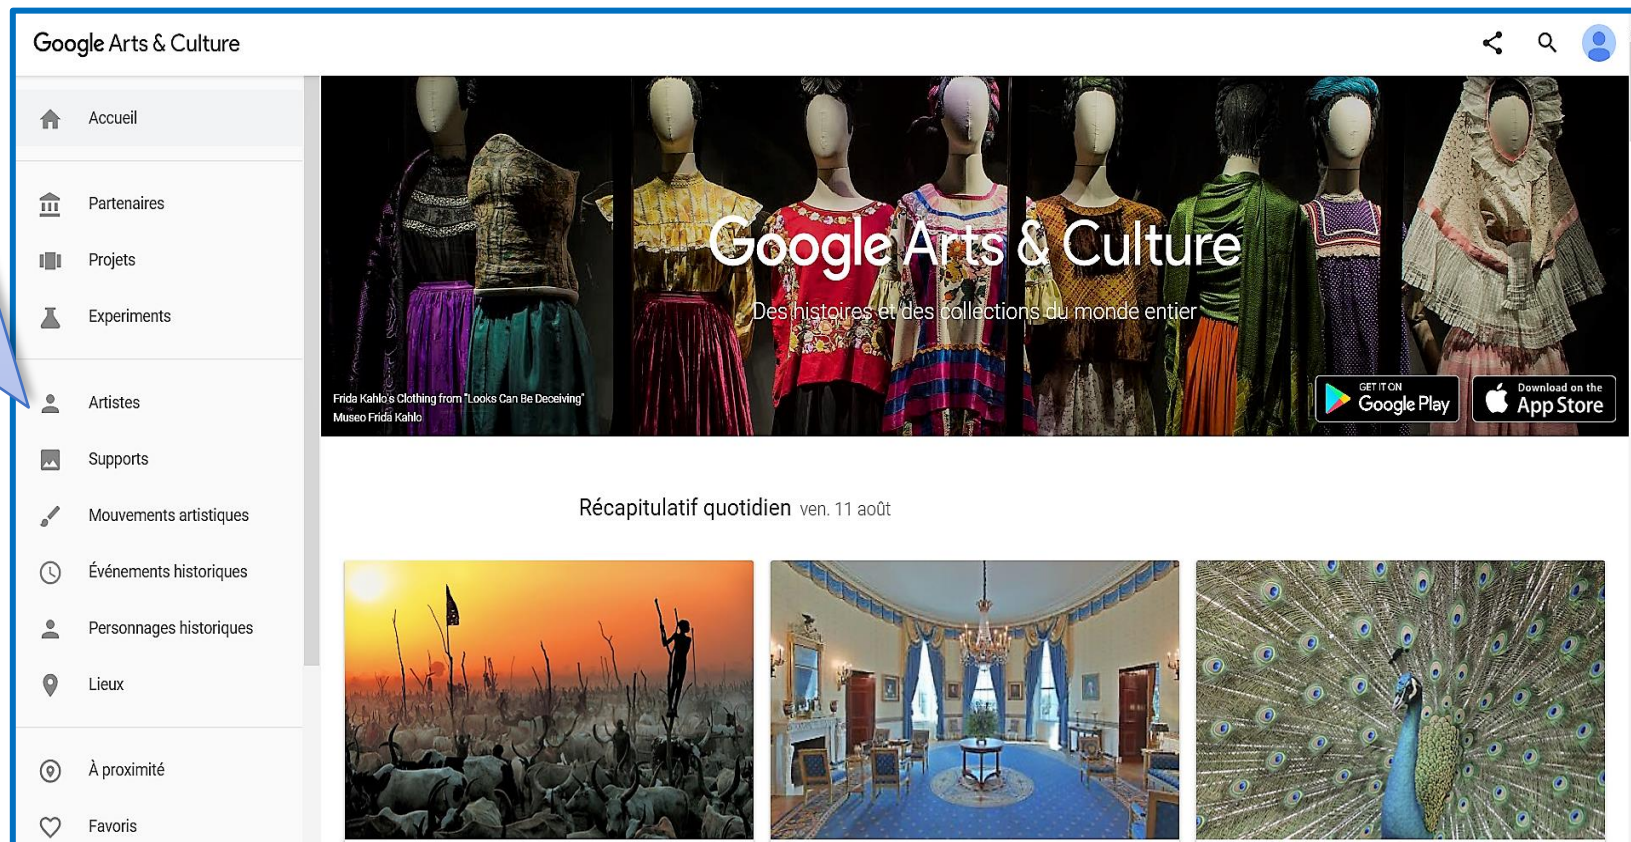 Google Arts & Culture
Accueil
Partenaires
Projets
Experiments
Artistes
Supports
Mouvements artistiques
Événements historiques
Personnages historiques
Lieux
À proximité
Favoris
Google Arts & Culture
Des histoires et des collections du monde entier
Frida Kahlo's Clothing from "Looks Can Be Deceiving"
Museo Frida Kahlo
GET IT ON
Google Play
Download on the
App Store
Récapitulatif quotidien ven. 11 août